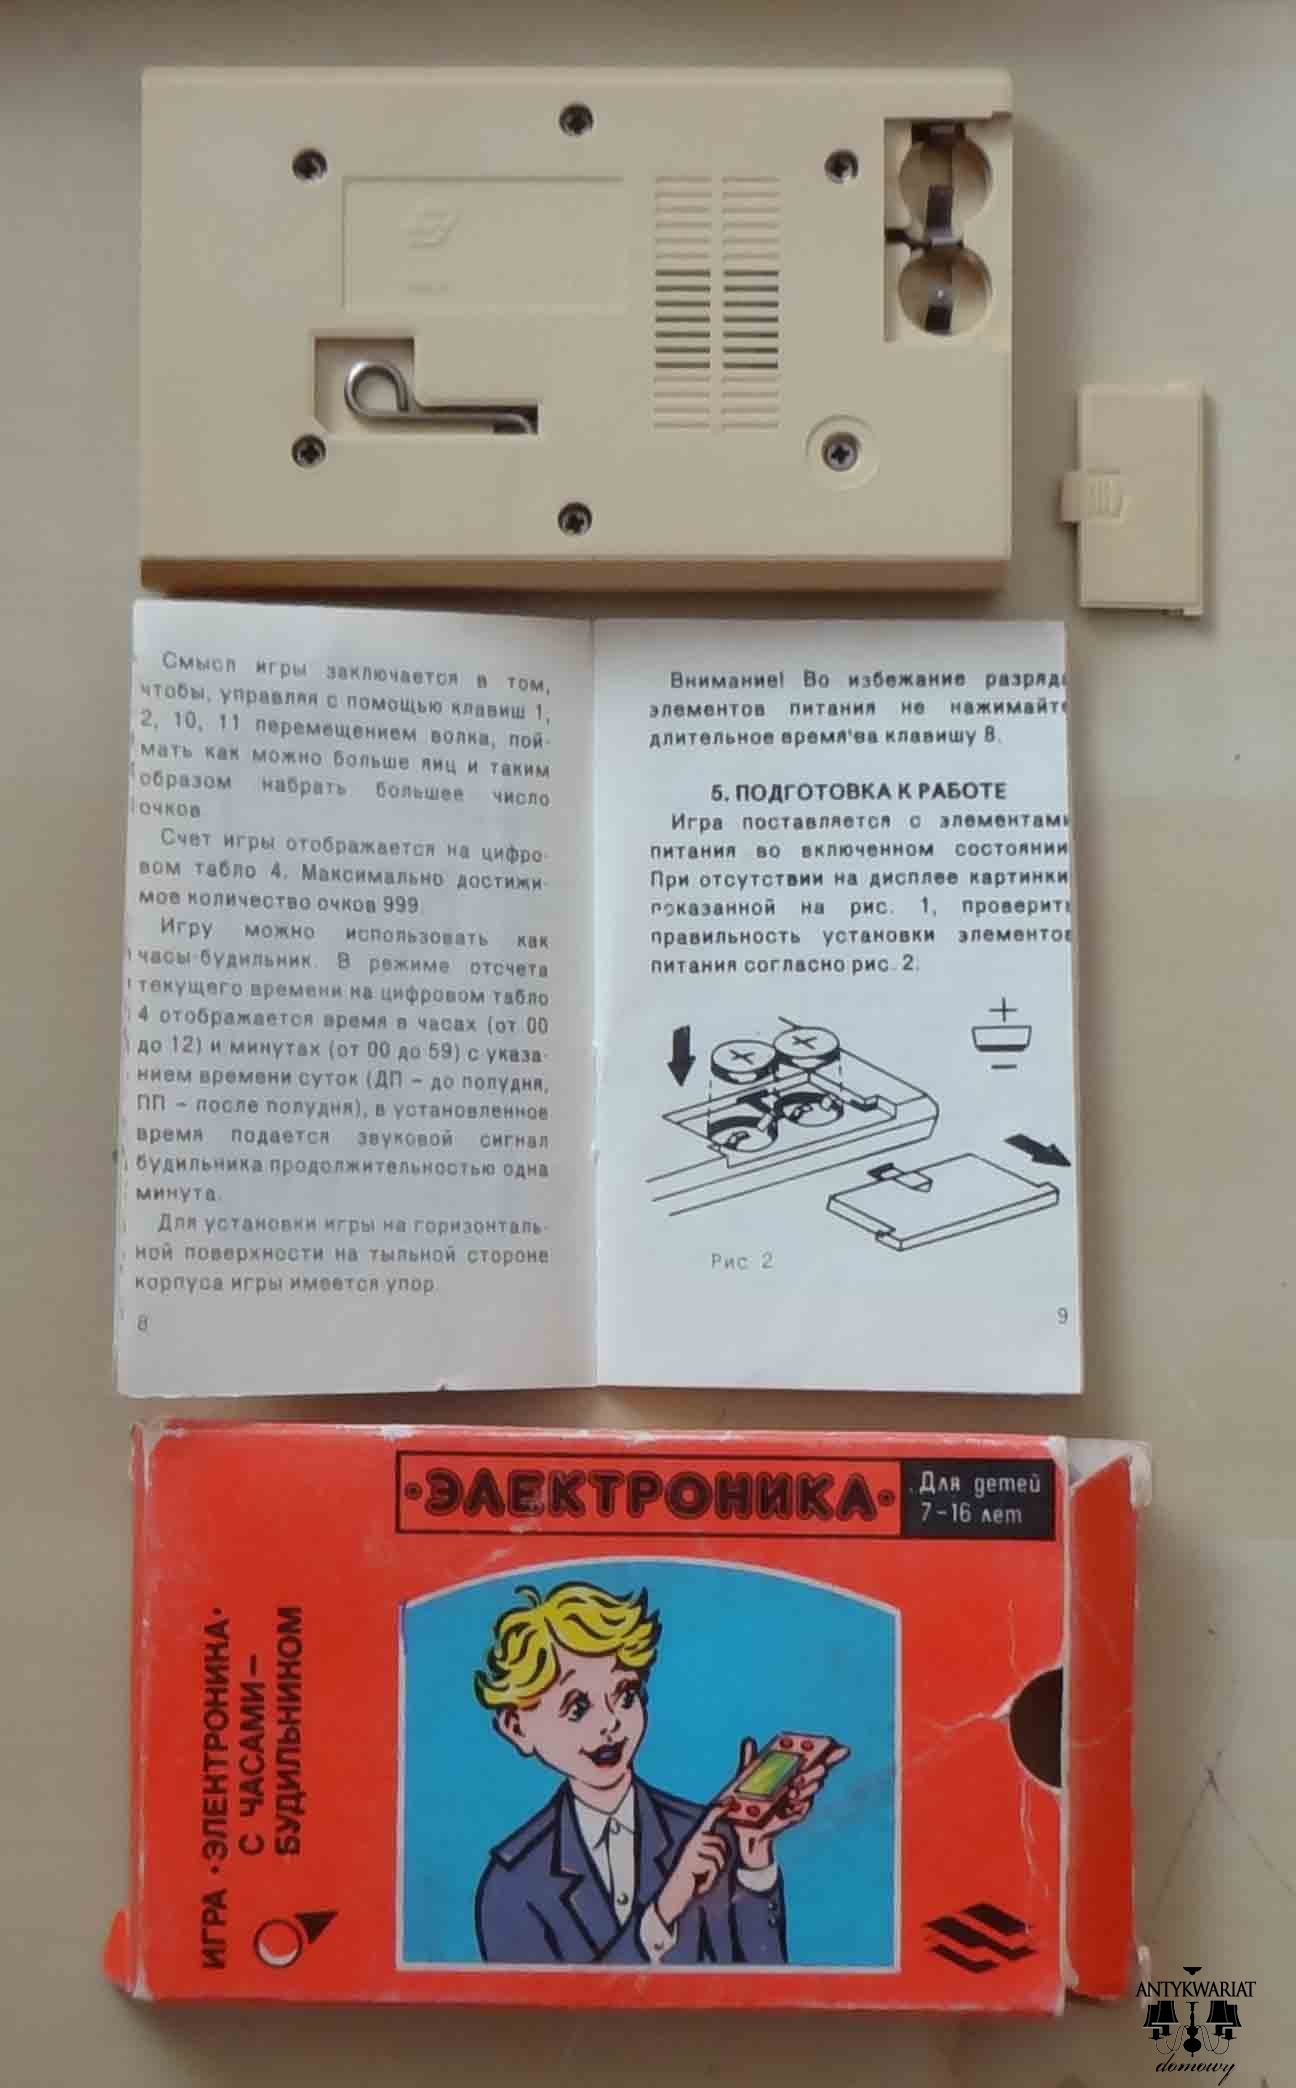 Смысл игры заключается в том,
чтобы, управляя с помощью клавиш 1,
2, 10, 11 перемещением волка, пой-
мать как можно больше яиц и таким
образом набрать большее число
очков
Счет игры отображается на цифро-
вом табло 4. Максимально достижи-
мое количество очков 999.
Игру можно использовать как
часы-будильник. В режиме отсчета
текущего времени на цифровом табло
4 отображается время в часах (от 00
до 12) и минутах (от 00 до 59) с указа-
нием времени суток (ДП – до полудня,
ПП – после полудня), в установленное
время подается звуковой сигнал
будильника продолжительностью одна
минута.
Для установки игры на горизонталь-
ной поверхности на тыльной стороне
корпуса игры имеется упор.
8
Внимание! Во избежание разряда
элементов питания не нажимайте
длительное время на клавишу 8.
5. ПОДГОТОВКА К РАБОТЕ
Игра поставляется с элементами
питания во включенном состоянии
При отсутствии на дисплее картинки
показанной на рис. 1, проверить
правильность установки элементов
питания согласно рис. 2.
Рис 2
9
•ЭЛЕКТРОНИКА•
Для детей
7-16 лет
ИГРА •ЭЛЕКТРОНИКА•
С ЧАСАМИ–
БУДИЛЬНИКОМ
ANTYKWARIAT
domowy